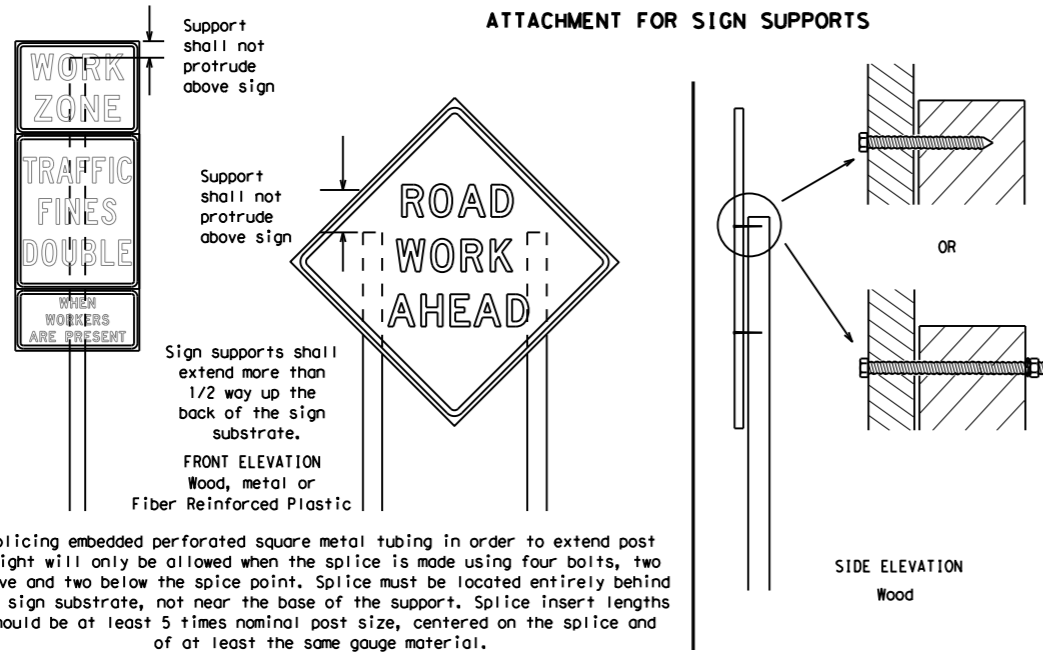 ATTACHMENT FOR SIGN SUPPORTS
Support
shall not
protrude
above sign
WORK
ZONE
TRAFFIC
FINES
DOUBLE
WHEN
WORKERS
ARE PRESENT
Support
shall not
protrude
above sign
ROAD
WORK
AHEAD
Sign supports shall
extend more than
1/2 way up the
back of the sign
substrate.
FRONT ELEVATION
Wood, metal or
Fiber Reinforced Plastic
plicing embedded perforated square metal tubing in order to extend post
ight will only be allowed when the splice is made using four bolts, two
ve and two below the spice point. Splice must be located entirely behind
sign substrate, not near the base of the support. Splice insert lengths
hould be at least 5 times nominal post size, centered on the splice and
of at least the same gauge material.
OR
SIDE ELEVATION
Wood